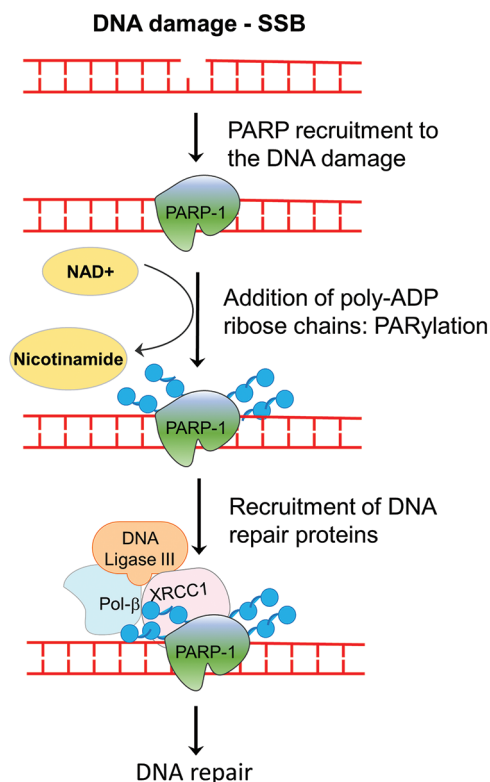 DNA damage - SSB
PARP recruitment to
the DNA damage
PARP-1
NAD+
Addition of poly-ADP
ribose chains: PARylation
Nicotinamide
PARP-1
Recruitment of DNA
repair proteins
DNA
Ligase III
Pol-β
XRCC1
PARP-1
DNA repair